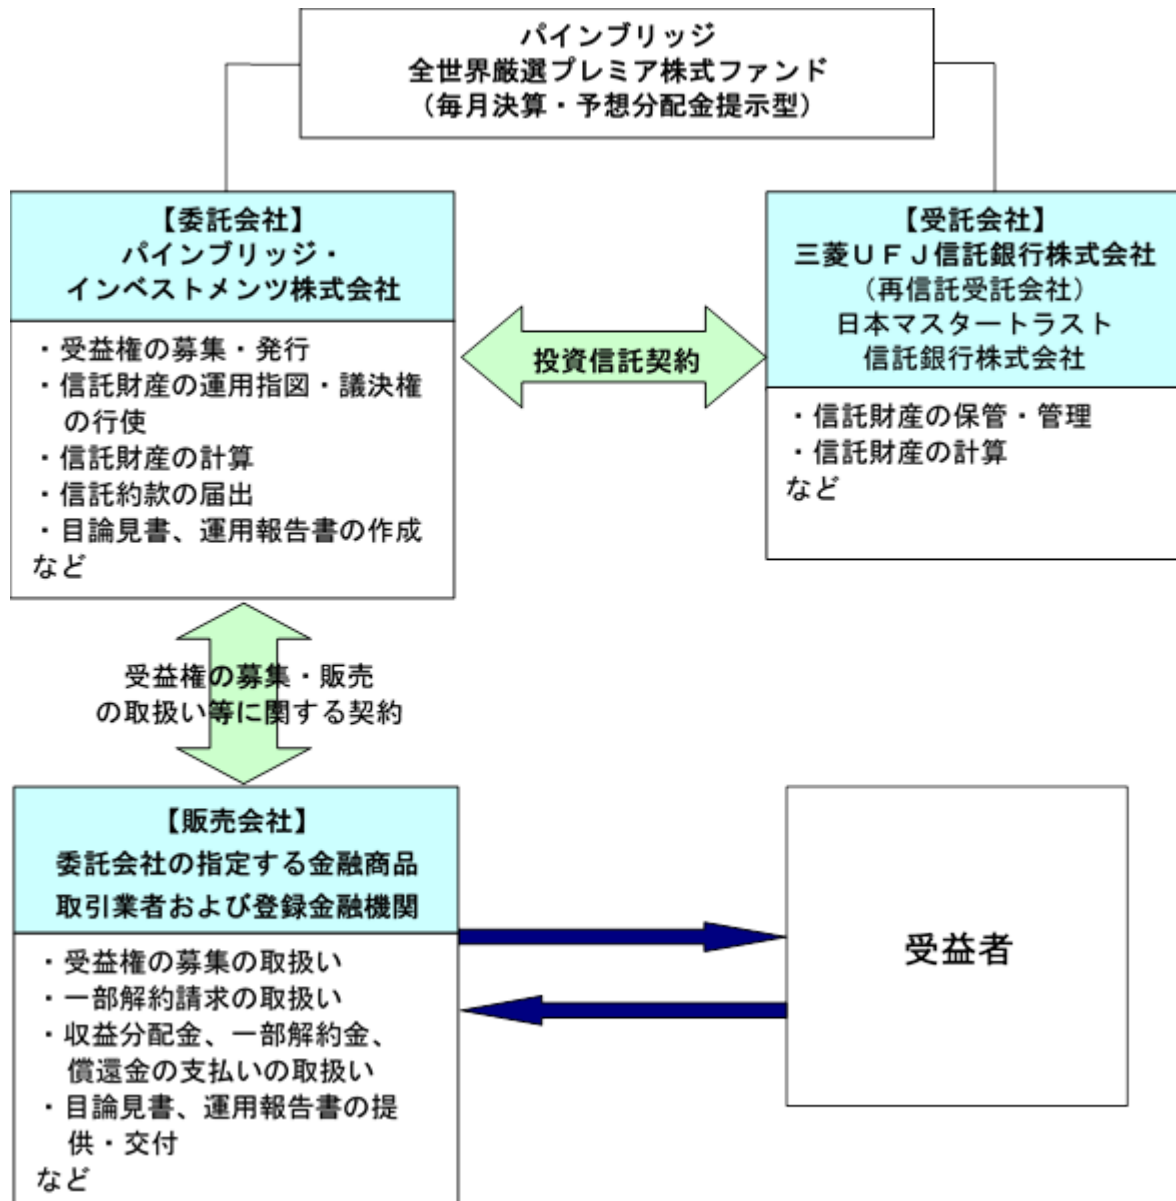 パインブリッジ
全世界厳選プレミア株式ファンド
（毎月決算・予想分配金提示型）
【委託会社】
パインブリッジ・
インベストメンツ株式会社
・受益権の募集・発行
・信託財産の運用指図・議決権
の行使
・信託財産の計算
・信託約款の届出
・目論見書、運用報告書の作成
など
投資信託契約
【受託会社】
三菱ＵＦＪ信託銀行株式会社
（再信託受託会社）
日本マスタートラスト
信託銀行株式会社
・信託財産の保管・管理
・信託財産の計算
など
受益権の募集・販売
の取扱い等に関する契約
【販売会社】
委託会社の指定する金融商品
取引業者および登録金融機関
・受益権の募集の取扱い
・一部解約請求の取扱い
・収益分配金、一部解約金、
償還金の支払いの取扱い
・目論見書、運用報告書の提
供・交付
など
受益者